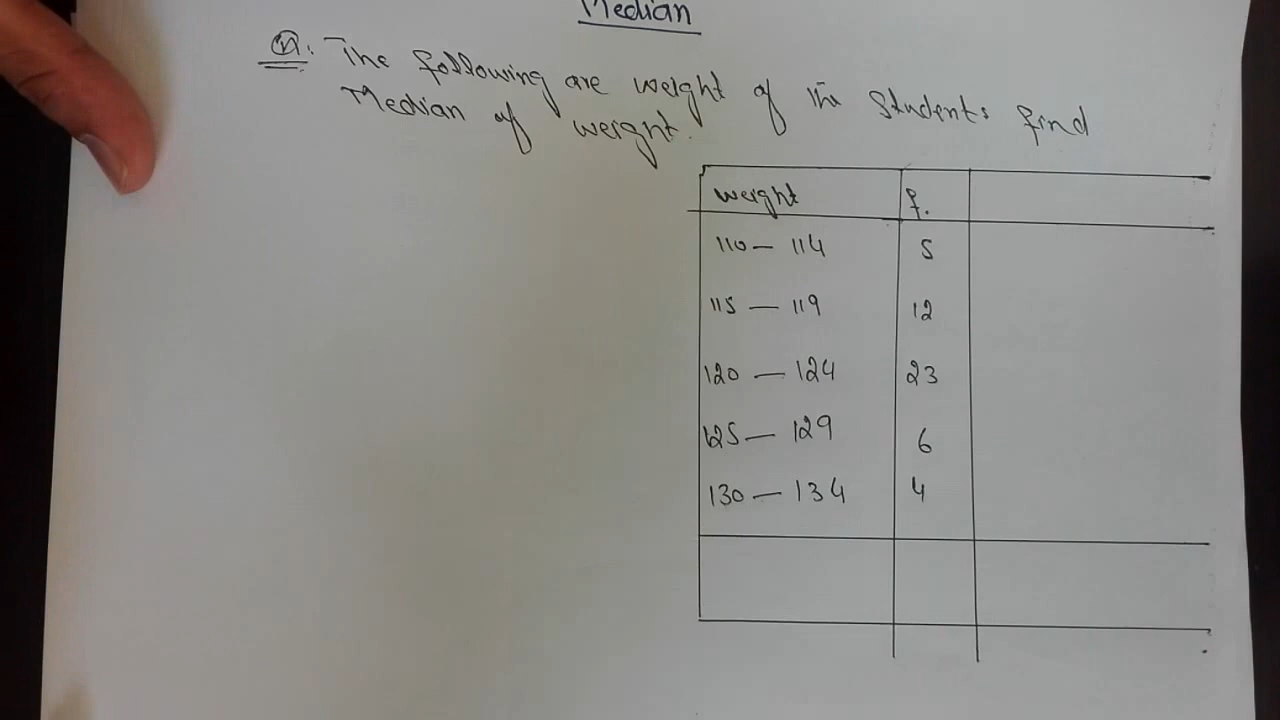 Median
Qn. The following are weight of the students find
Median of weight.
weight f.
110 — 114 5
115 — 119 12
120 — 124 23
125 — 129 6
130 — 134 4